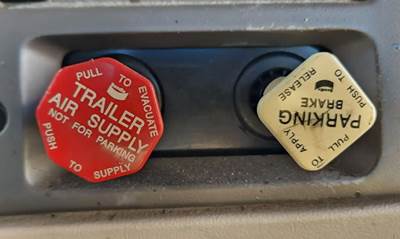 PULL TO EVACUATE
TRAILER
AIR SUPPLY
NOT FOR PARKING
PUSH TO SUPPLY
PULL TO APPLY
PARKING
BRAKE
PUSH TO RELEASE